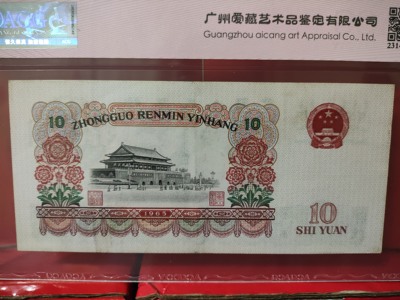 广州爱藏艺术品鉴定有限公司
Guangzhou aicang art Appraisal Co., Ltd.
231
10 ZHONGGUO RENMIN YINHANG 10
1965
10
SHI YUAN